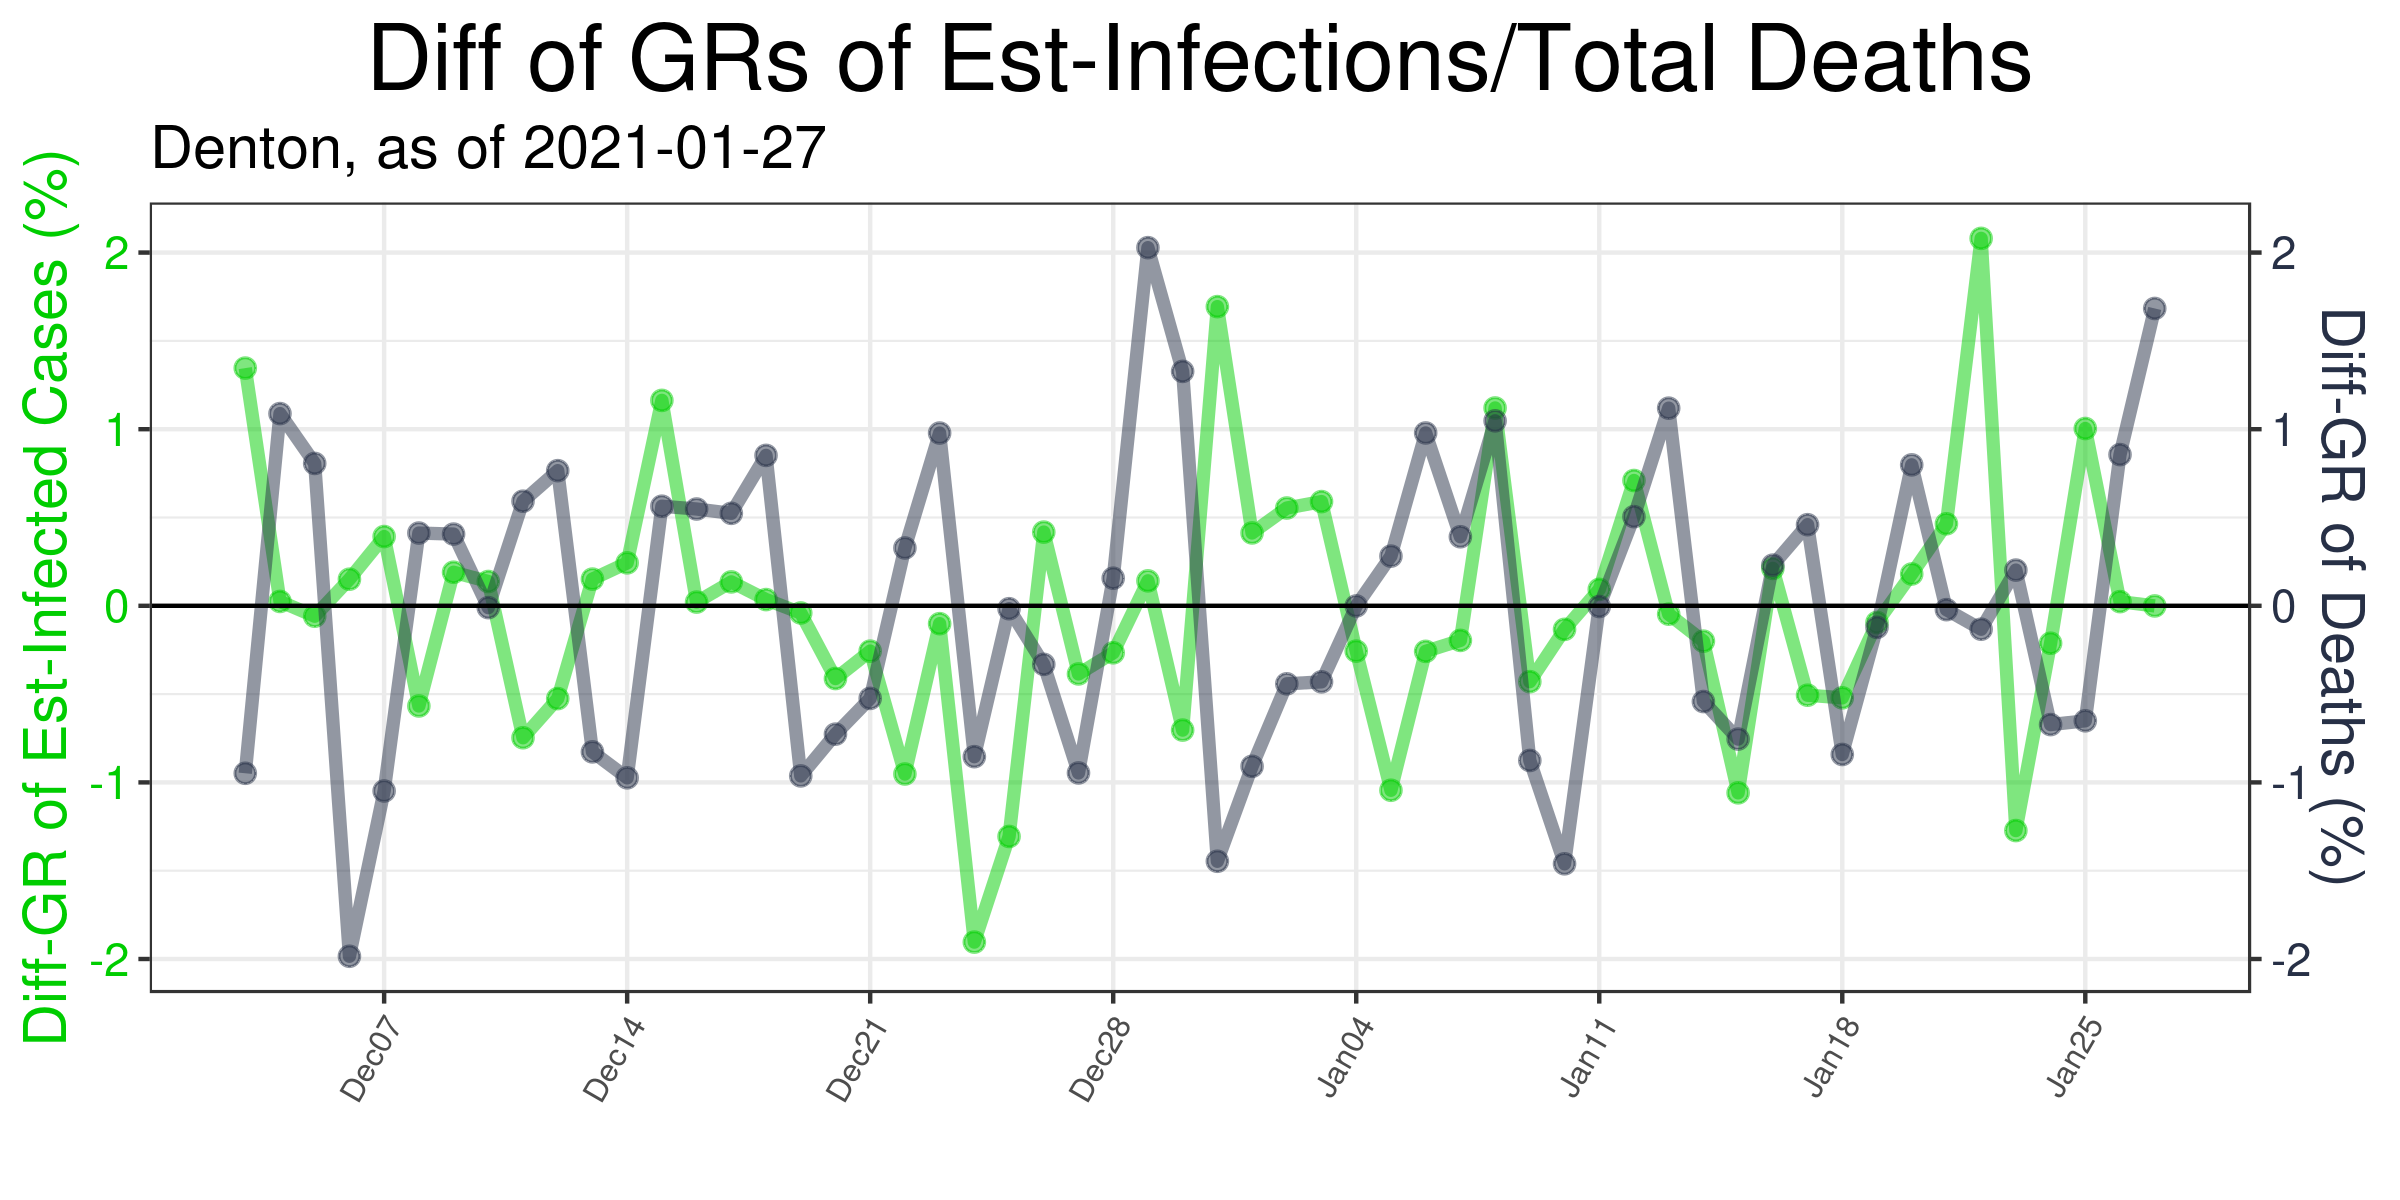 Diff of GRs of Est-Infections/Total Deaths
Denton, as of 2021-01-27
Diff-GR of Est-Infected Cases (%)
2
1
0
-1
-2
2
1
0
-1
-2
Diff-GR of Deaths (%)
Dec07
Dec14
Dec21
Dec28
Jan04
Jan11
Jan18
Jan25